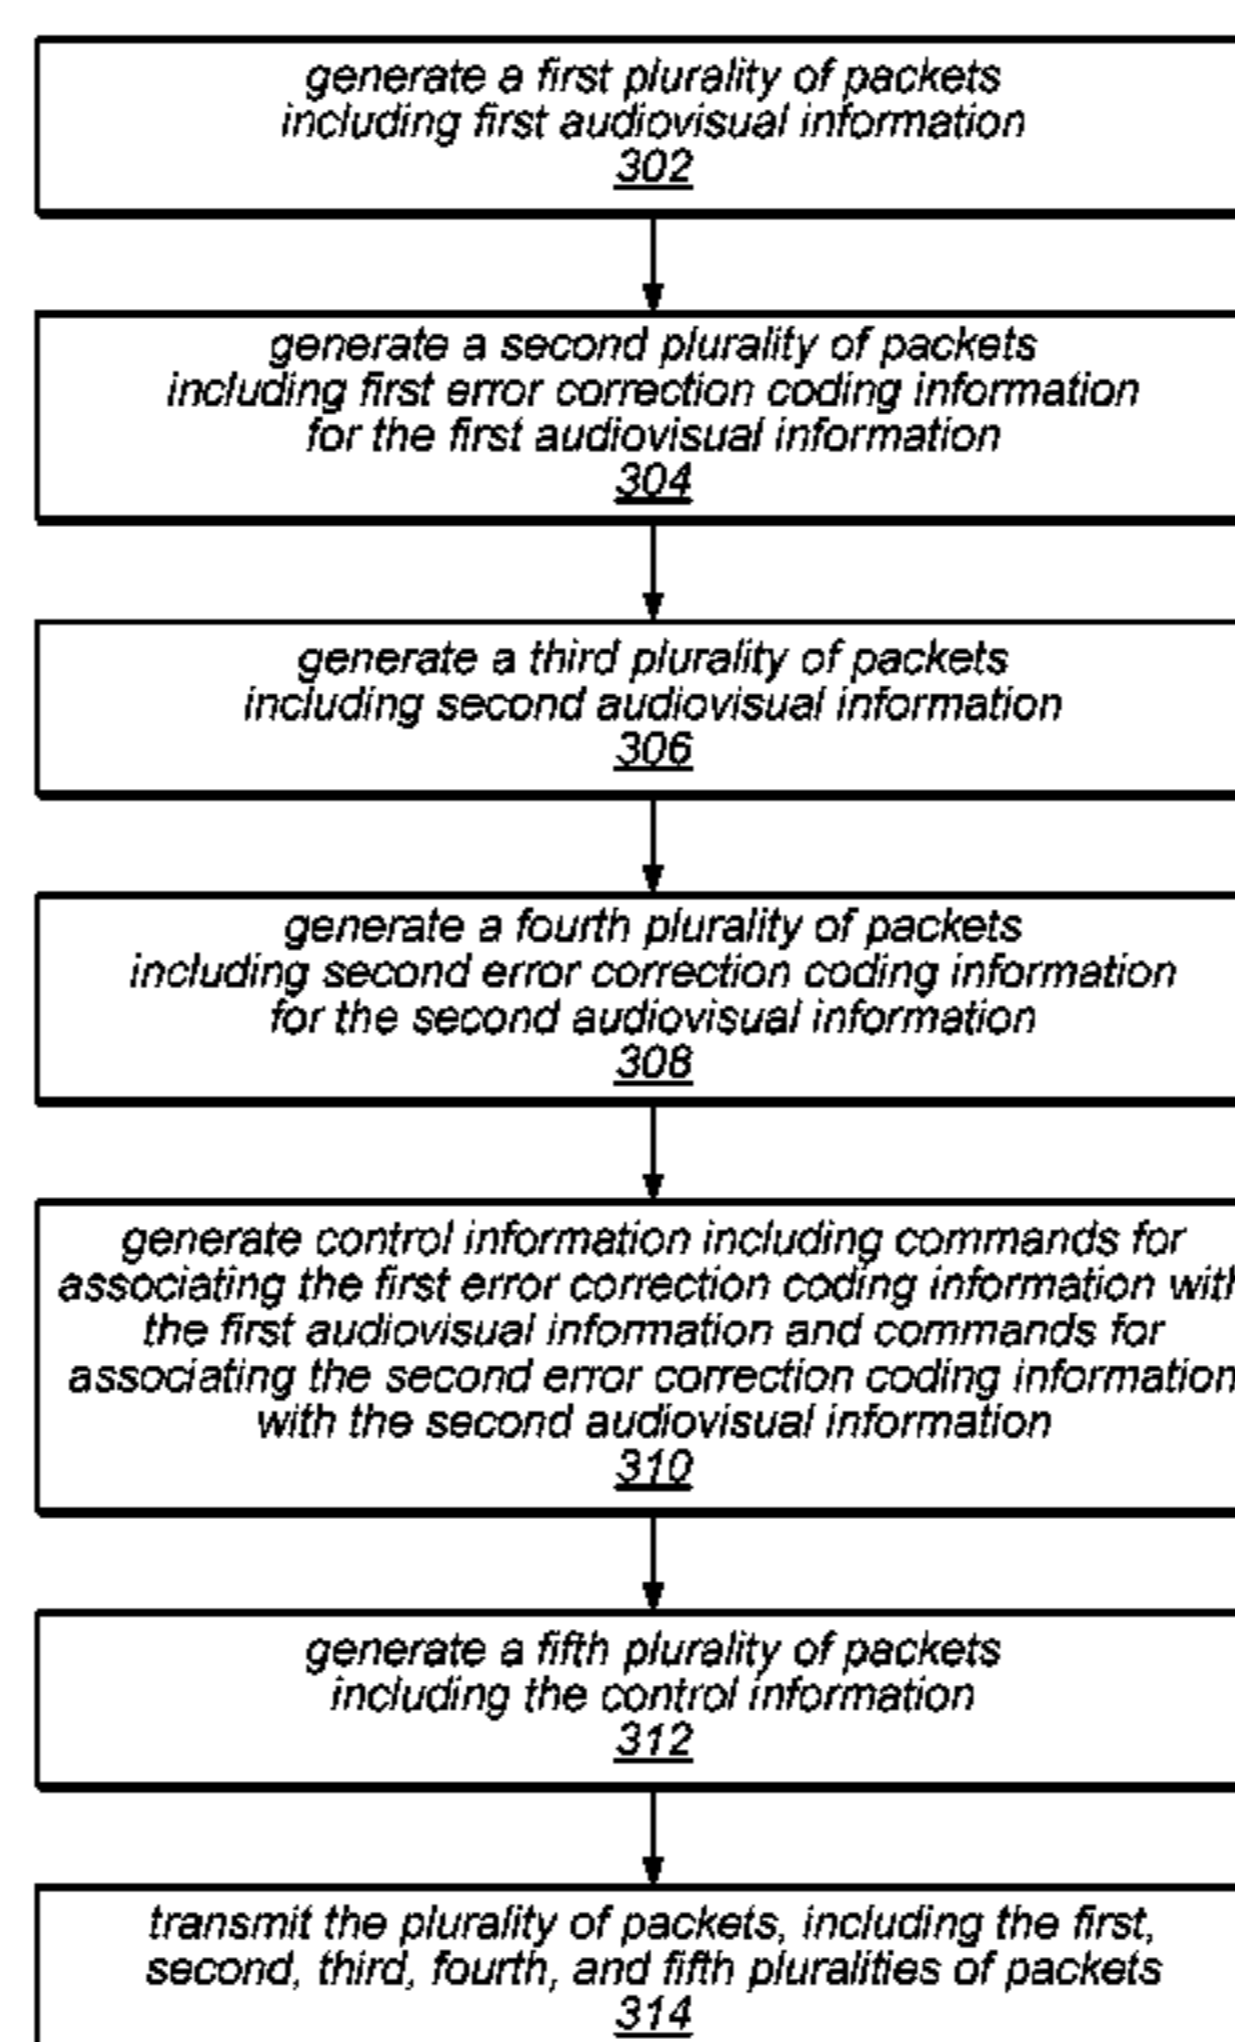 generate a first plurality of packets
including first audiovisual information
302
generate a second plurality of packets
including first error correction coding information
for the first audiovisual information
304
generate a third plurality of packets
including second audiovisual information
306
generate a fourth plurality of packets
including second error correction coding information
for the second audiovisual information
308
generate control information including commands for
associating the first error correction coding information with
the first audiovisual information and commands for
associating the second error correction coding information
with the second audiovisual information
310
generate a fifth plurality of packets
including the control information
312
transmit the plurality of packets, including the first,
second, third, fourth, and fifth pluralities of packets
314